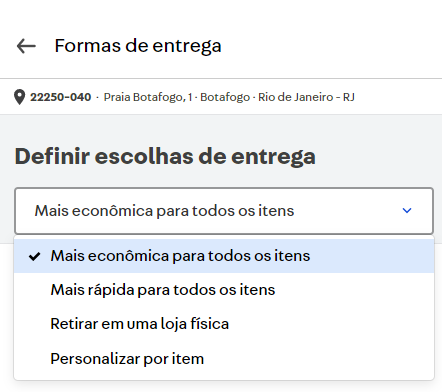 Formas de entrega
22250-040 · Praia Botafogo, 1 · Botafogo · Rio de Janeiro - RJ
Definir escolhas de entrega
Mais econômica para todos os itens
Mais econômica para todos os itens
Mais rápida para todos os itens
Retirar em uma loja física
Personalizar por item